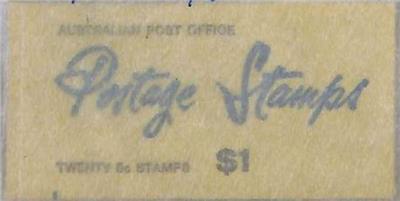 AUSTRALIAN POST OFFICE
Postage Stamps
TWENTY 5c STAMPS $1